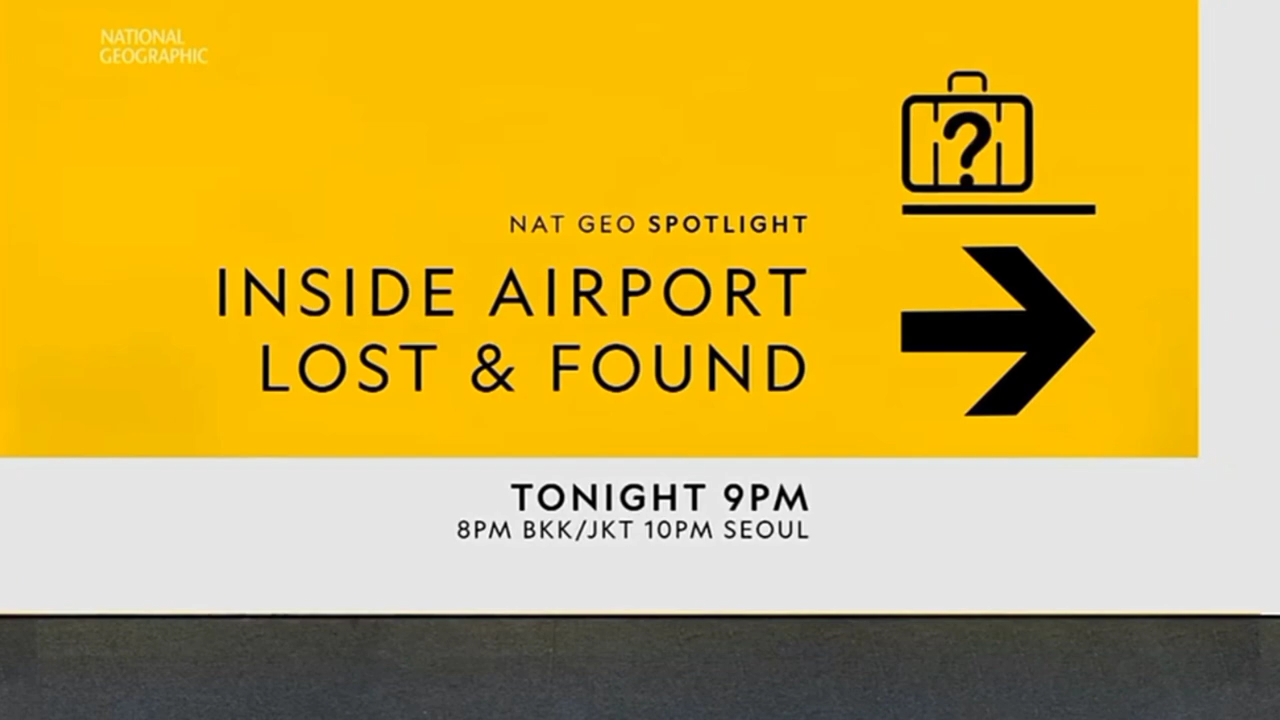 NATIONAL
GEOGRAPHIC
?
NAT GEO SPOTLIGHT
INSIDE AIRPORT
LOST & FOUND
TONIGHT 9PM
8PM BKK/JKT 10PM SEOUL